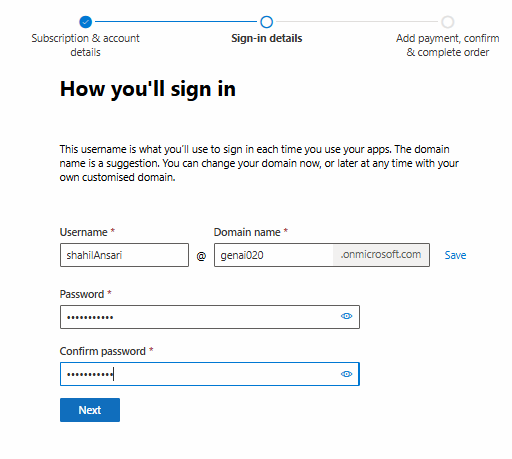 Subscription & account
details
Sign-in details
Add payment, confirm
& complete order
How you'll sign in
This username is what you'll use to sign in each time you use your apps. The domain
name is a suggestion. You can change your domain now, or later at any time with your
own customised domain.
Username *
Domain name *
shahilAnsari
@
genai020
.onmicrosoft.com
Save
Password *
•••••••••••
Confirm password *
•••••••••••
Next